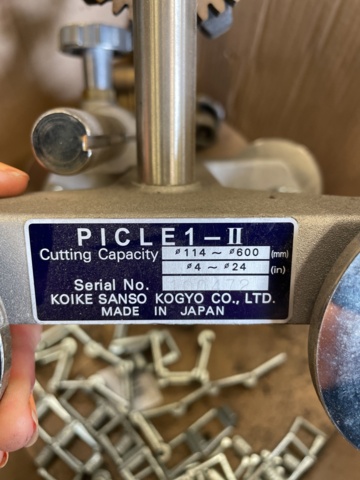 PICLE1-II
Cutting Capacity ø114 ~ ø600 (mm)
ø4 ~ ø24 (in)
Serial No.
KOIKE SANSO KOGYO CO., LTD.
MADE IN JAPAN